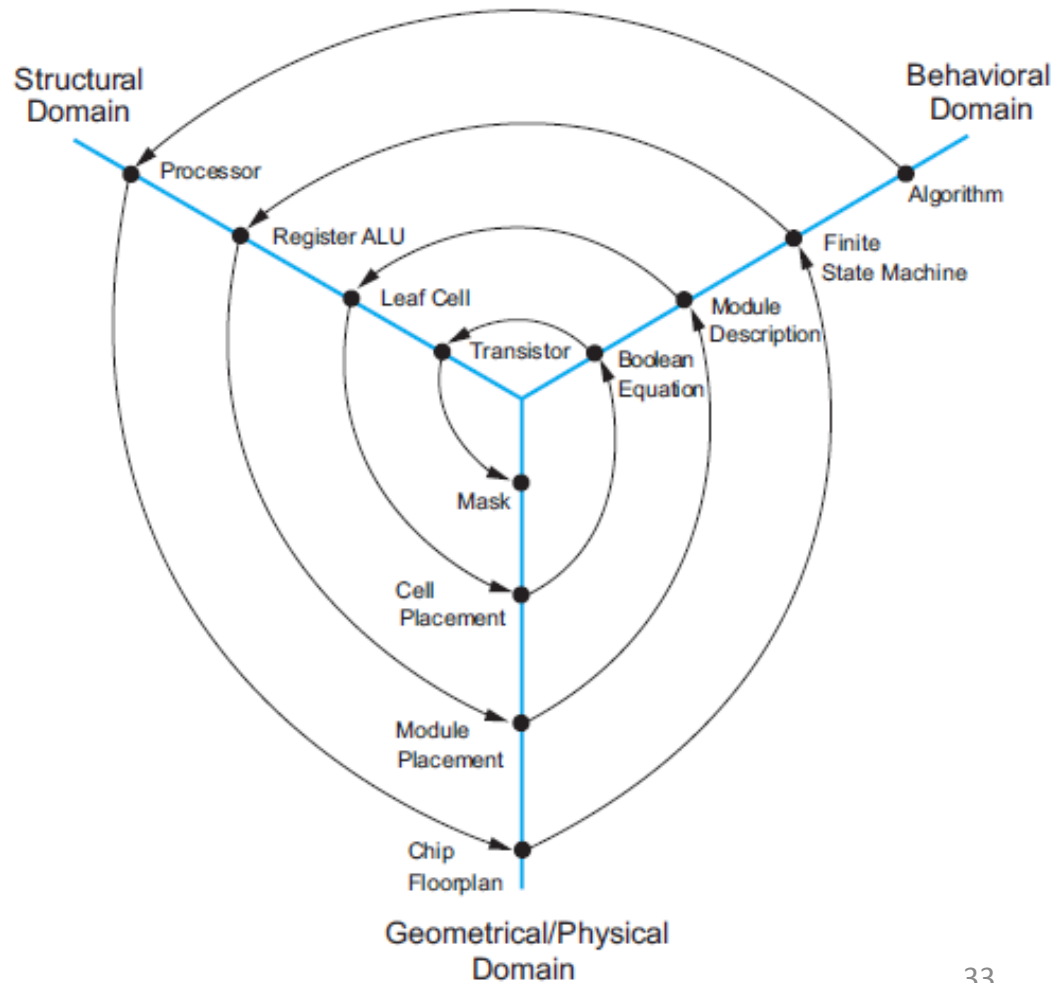 Structural
Domain
Behavioral
Domain
Processor
Algorithm
Register ALU
Finite
State Machine
Leaf Cell
Module
Description
Transistor
Boolean
Equation
Mask
Cell
Placement
Module
Placement
Chip
Floorplan
Geometrical/Physical
Domain
33